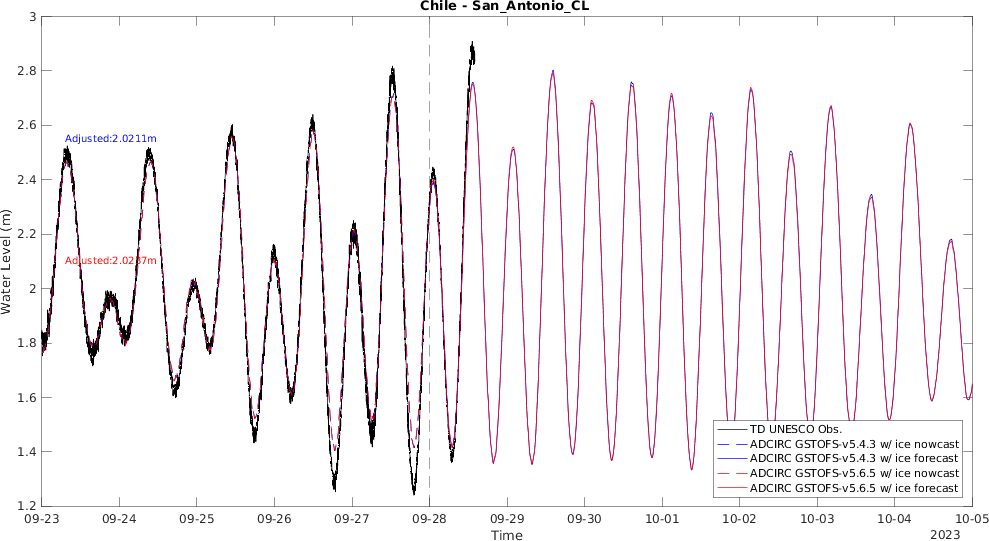 Chile - San_Antonio_CL
Water Level (m)
3
2.8
2.6
2.4
2.2
2
1.8
1.6
1.4
1.2
Adjusted:2.0211m
Adjusted:2.0237m
TD UNESCO Obs.
ADCIRC GSTOFS-v5.4.3 w/ ice nowcast
ADCIRC GSTOFS-v5.4.3 w/ ice forecast
ADCIRC GSTOFS-v5.6.5 w/ ice nowcast
ADCIRC GSTOFS-v5.6.5 w/ ice forecast
09-23 09-24 09-25 09-26 09-27 09-28 09-29 09-30 10-01 10-02 10-03 10-04 10-05
Time
2023